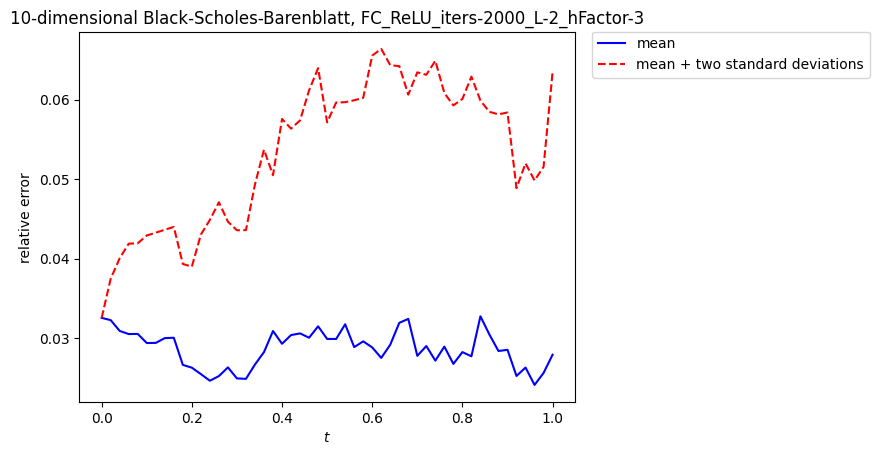 10-dimensional Black-Scholes-Barenblatt, FC_ReLU_iters-2000_L-2_hFactor-3
mean
mean + two standard deviations
relative error
0.06
0.05
0.04
0.03
0.0 0.2 0.4 0.6 0.8 1.0
t